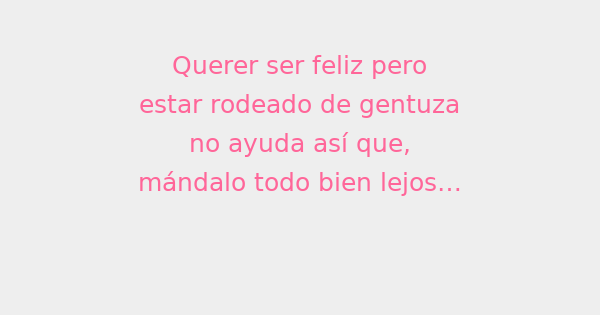 Querer ser feliz pero
estar rodeado de gentuza
no ayuda así que,
mándalo todo bien lejos...